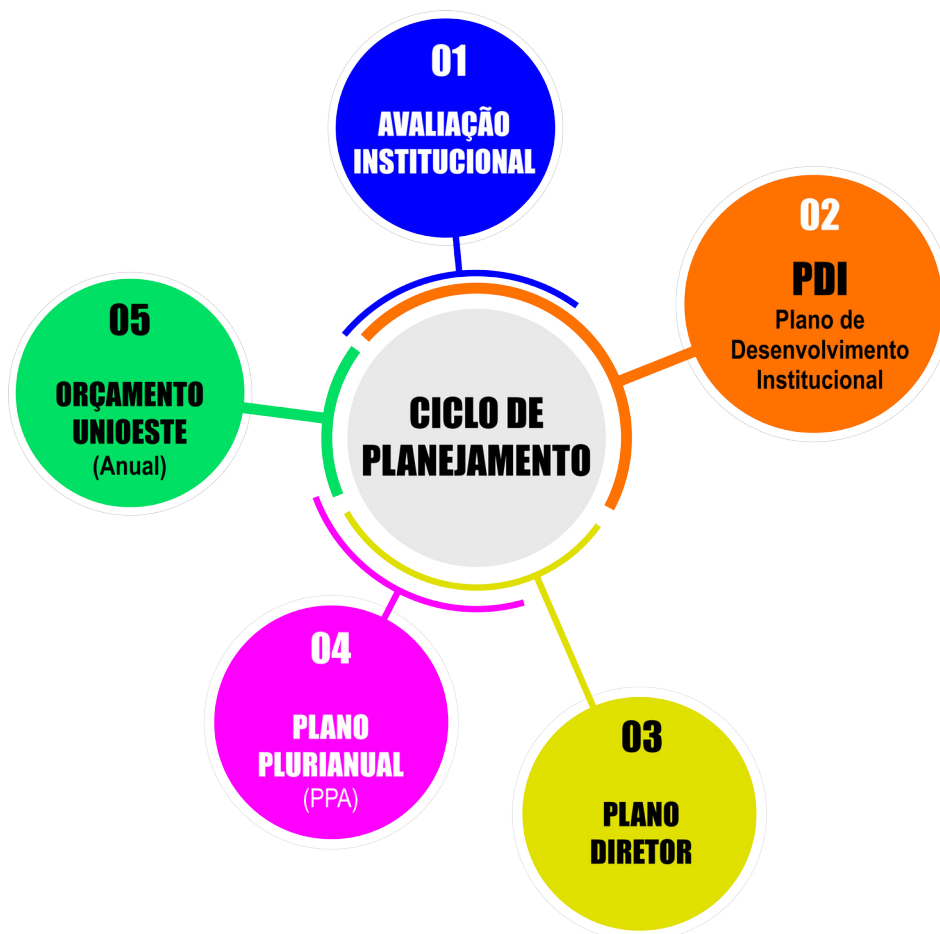 01
AVALIAÇÃO
INSTITUCIONAL
02
PDI
Plano de
Desenvolvimento
Institucional
05
ORÇAMENTO
UNIOESTE
(Anual)
CICLO DE
PLANEJAMENTO
04
PLANO
PLURIANUAL
(PPA)
03
PLANO
DIRETOR